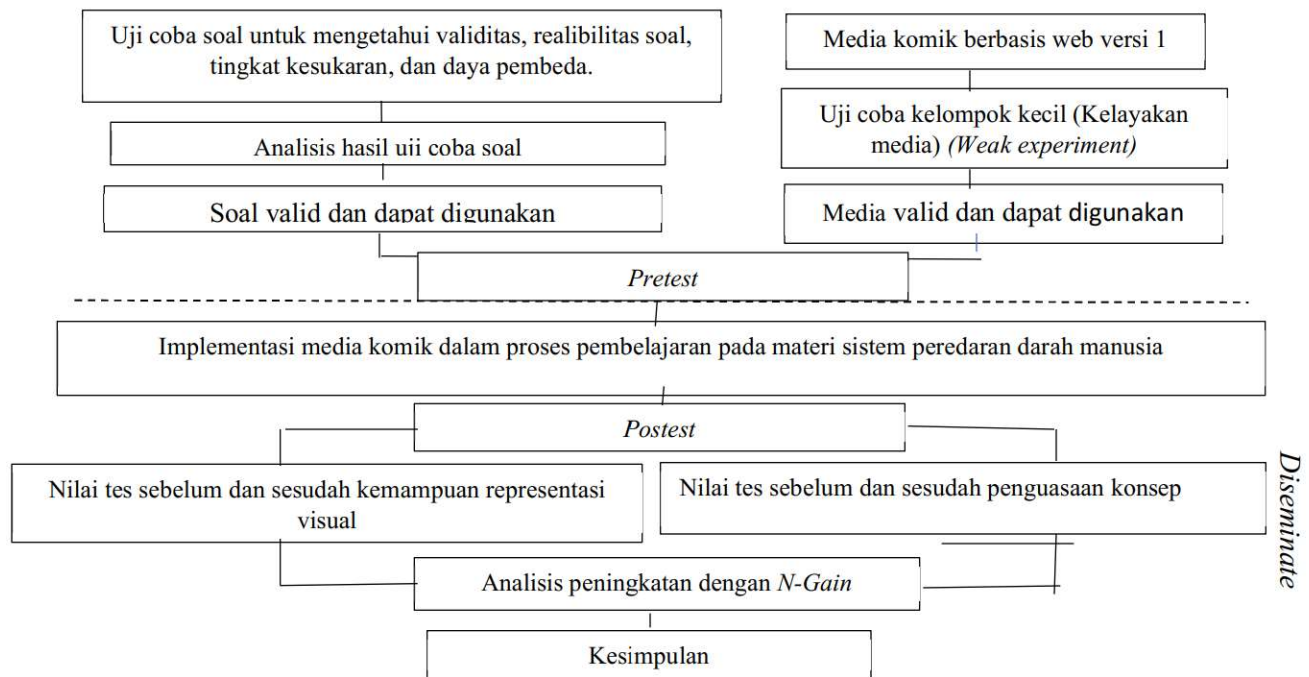 Uji coba soal untuk mengetahui validitas, realibilitas soal,
tingkat kesukaran, dan daya pembeda.
Analisis hasil uii coba soal
Soal valid dan dapat digunakan
Media komik berbasis web versi 1
Uji coba kelompok kecil (Kelayakan
media) (Weak experiment)
Media valid dan dapat digunakan
Pretest
Implementasi media komik dalam proses pembelajaran pada materi sistem peredaran darah manusia
Postest
Nilai tes sebelum dan sesudah kemampuan representasi
visual
Nilai tes sebelum dan sesudah penguasaan konsep
Diseminate
Analisis peningkatan dengan N-Gain
Kesimpulan